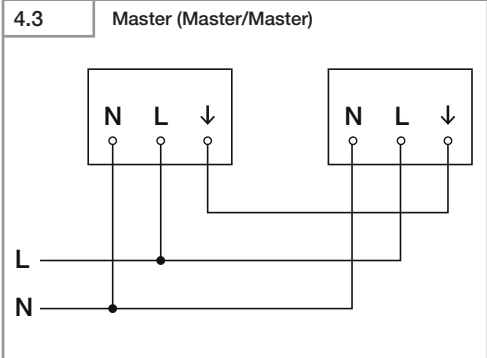 4.3 Master (Master/Master)
N L ↓ N L ↓
L
N